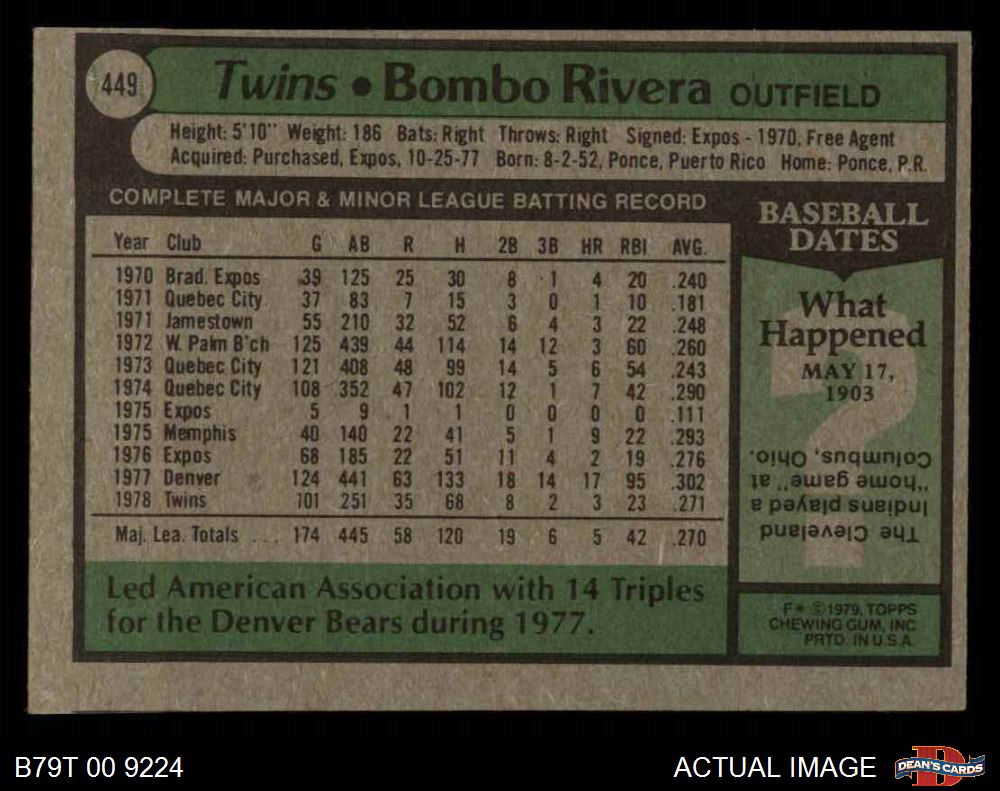 449
Twins • Bombo Rivera OUTFIELD
Height: 5'10" Weight: 186 Bats: Right Throws: Right Signed: Expos - 1970, Free Agent
Acquired: Purchased, Expos, 10-25-77 Born: 8-2-52, Ponce, Puerto Rico Home: Ponce, P.R.
COMPLETE MAJOR & MINOR LEAGUE BATTING RECORD
Year Club G AB R H 2B 3B HR RBI AVG.
1970 Brad. Expos 39 125 25 30 8 1 4 20 .240
1971 Quebec City 37 83 7 15 3 0 1 10 .181
1971 Jamestown 55 210 32 52 6 4 3 22 .248
1972 W. Palm B'ch 125 439 44 114 14 12 3 60 .260
1973 Quebec City 121 408 48 99 14 5 6 54 .243
1974 Quebec City 108 352 47 102 12 1 7 42 .290
1975 Expos 5 9 1 1 0 0 0 0 .111
1975 Memphis 40 140 22 41 5 1 9 22 .293
1976 Expos 68 185 22 51 11 4 2 19 .276
1977 Denver 124 441 63 133 18 14 17 95 .302
1978 Twins 101 251 35 68 8 2 3 23 .271
Maj. Lea. Totals ... 174 445 58 120 19 6 5 42 .270
Led American Association with 14 Triples
for the Denver Bears during 1977.
BASEBALL
DATES
What
Happened
MAY 17,
1903
?
The Cleveland
Indians played a
"home game" at
Columbus, Ohio.
F* ©1979, TOPPS
CHEWING GUM, INC
PRTD. IN U.S.A.
B79T 00 9224
ACTUAL IMAGE
D
DEAN'S CARDS